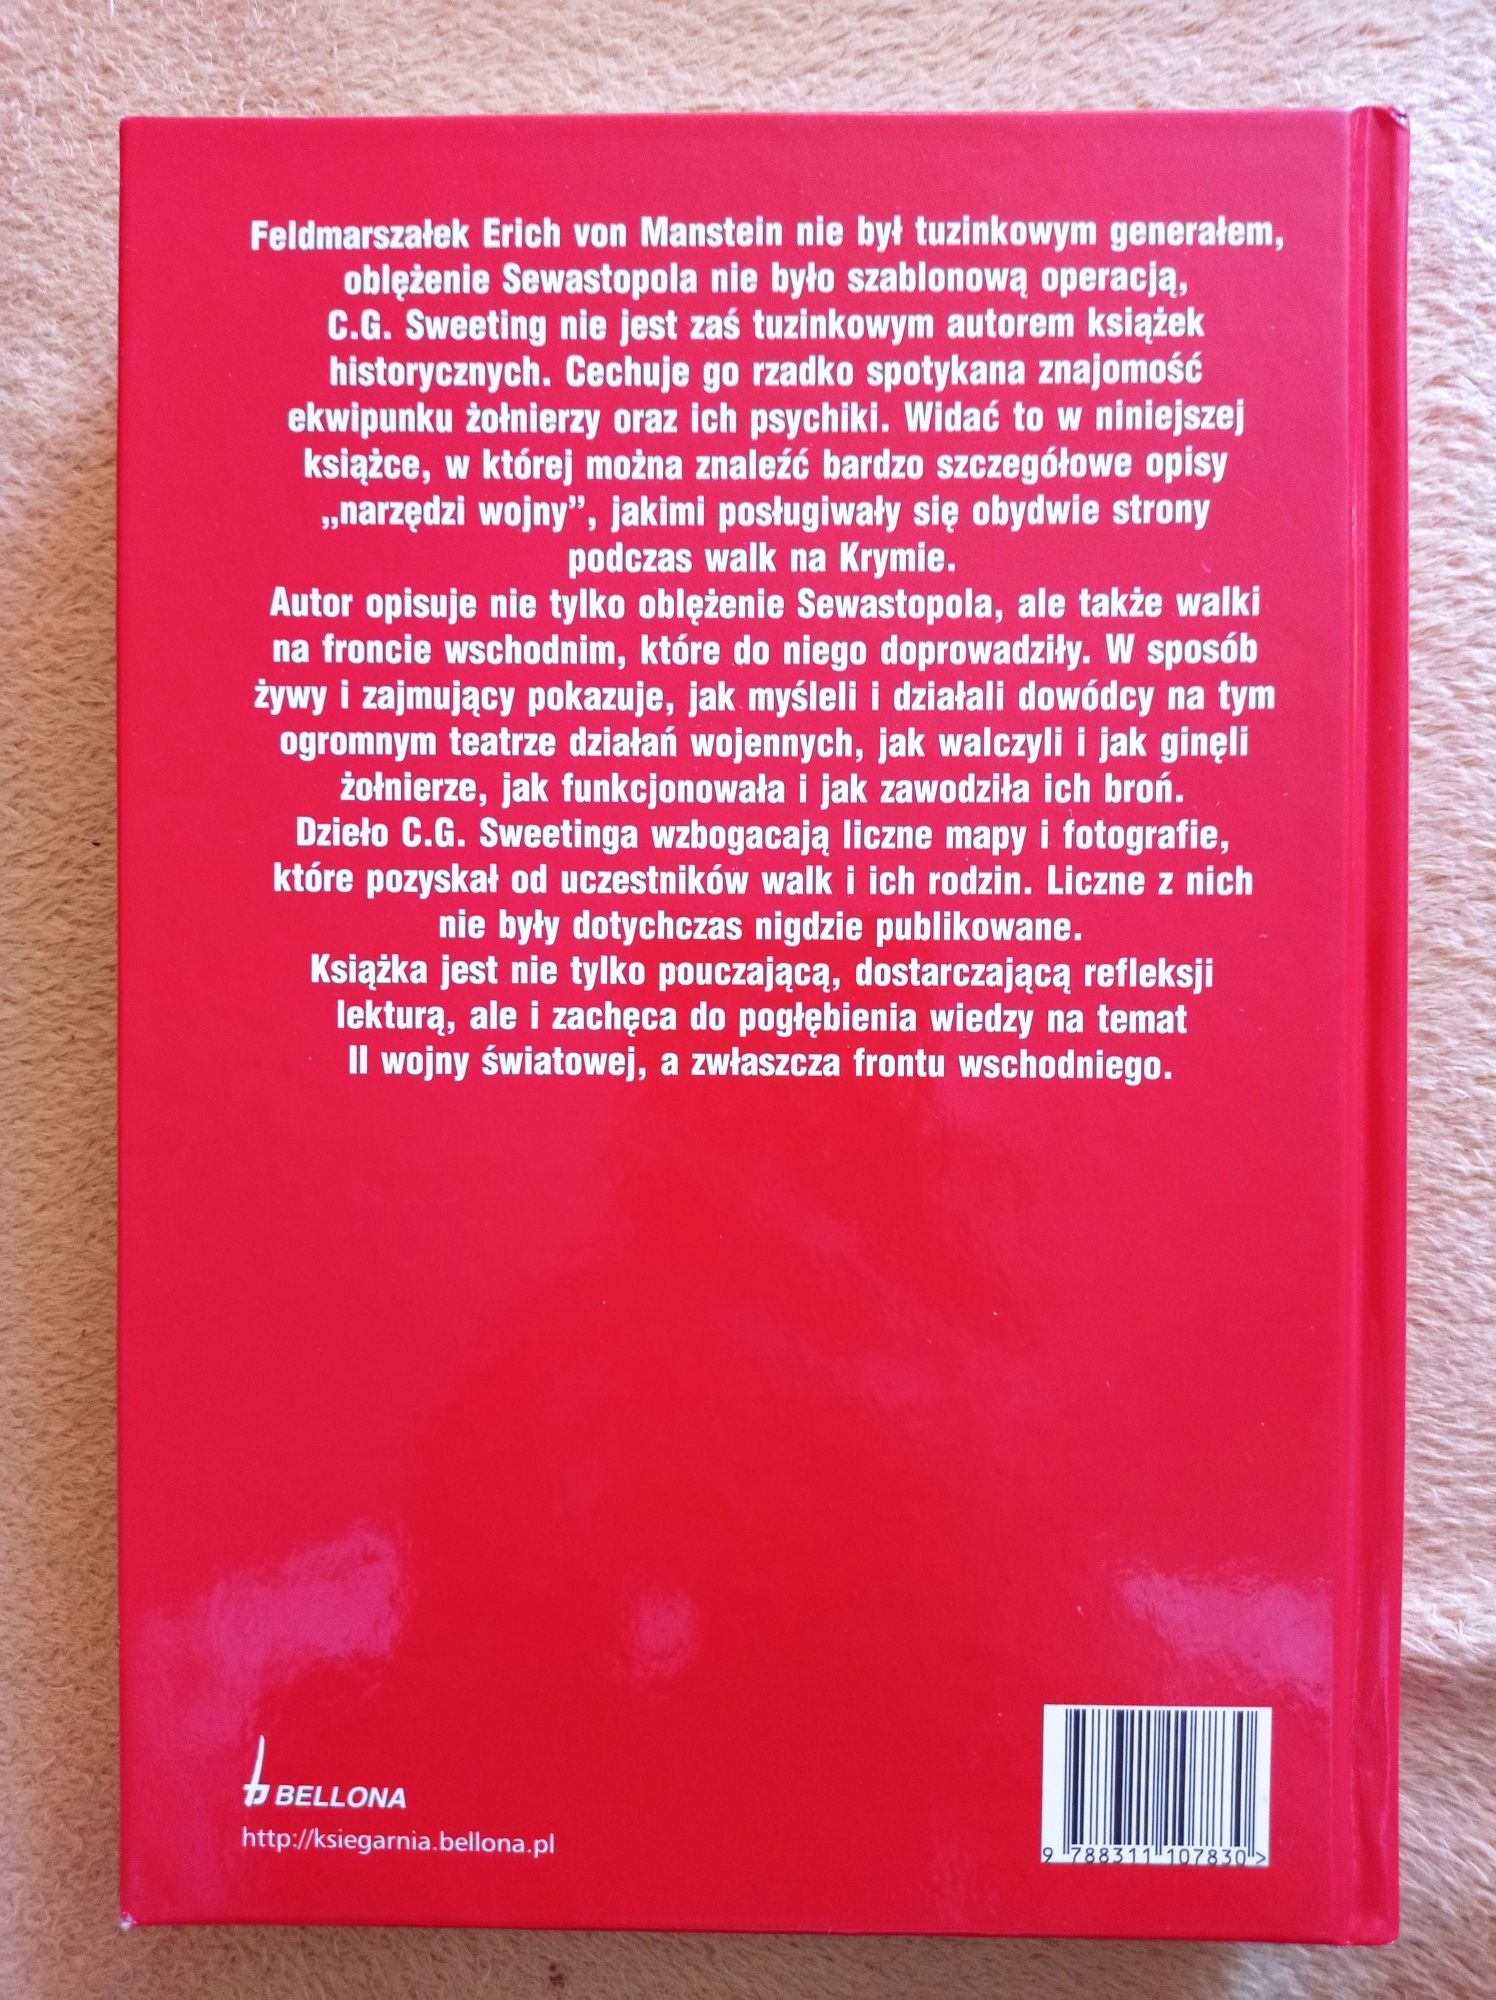 Feldmarszałek Erich von Manstein nie był tuzinkowym generałem,
oblężenie Sewastopola nie było szablonową operacją,
C.G. Sweeting nie jest zaś tuzinkowym autorem książek
historycznych. Cechuje go rzadko spotykana znajomość
ekwipunku żołnierzy oraz ich psychiki. Widać to w niniejszej
książce, w której można znaleźć bardzo szczegółowe opisy
„narzędzi wojny”, jakimi posługiwały się obydwie strony
podczas walk na Krymie.
Autor opisuje nie tylko oblężenie Sewastopola, ale także walki
na froncie wschodnim, które do niego doprowadziły. W sposób
żywy i zajmujący pokazuje, jak myśleli i działali dowódcy na tym
ogromnym teatrze działań wojennych, jak walczyli i jak ginęli
żołnierze, jak funkcjonowała i jak zawodziła ich broń.
Dzieło C.G. Sweetinga wzbogacają liczne mapy i fotografie,
które pozyskał od uczestników walk i ich rodzin. Liczne z nich
nie były dotychczas nigdzie publikowane.
Książka jest nie tylko pouczającą, dostarczającą refleksji
lekturą, ale i zachęca do pogłębienia wiedzy na temat
II wojny światowej, a zwłaszcza frontu wschodniego.
BELLONA
http://ksiegarnia.bellona.pl
9 788311 107830 >